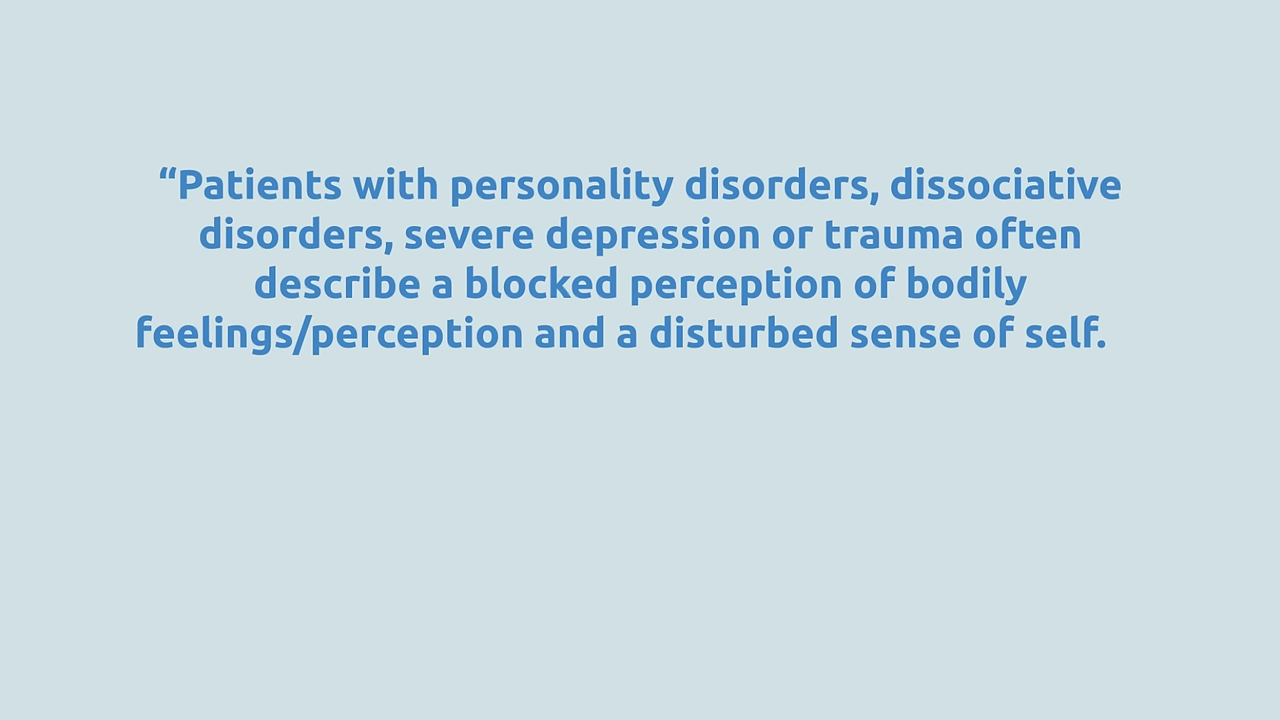 “Patients with personality disorders, dissociative
disorders, severe depression or trauma often
describe a blocked perception of bodily
feelings/perception and a disturbed sense of self.